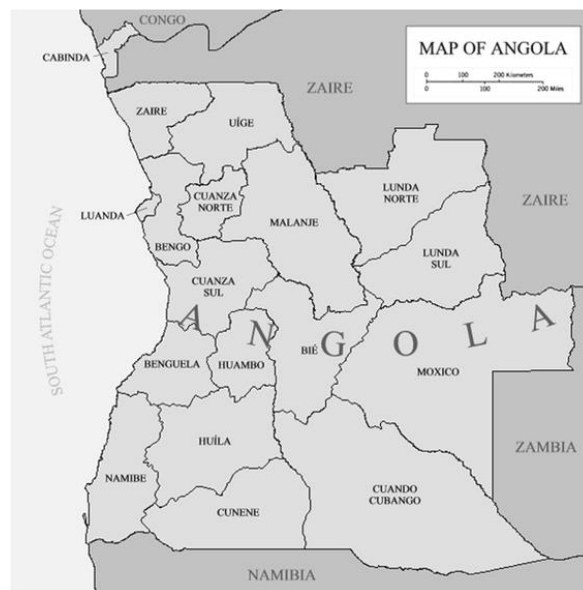 CONGO
CABINDA
MAP OF ANGOLA
0 100 200 Kilometers
0 100 200 Miles
ZAIRE
ZAIRE
UÍGE
LUNDA
NORTE
CUANZA
NORTE
ZAIRE
LUANDA
MALANJE
BENGO
LUNDA
SUL
CUANZA
SUL
SOUTH ATLANTIC OCEAN
ANGOLA
BENGUELA
HUAMBO
BIÉ
MOXICO
HUÍLA
ZAMBIA
NAMIBE
CUANDO
CUBANGO
CUNENE
NAMIBIA